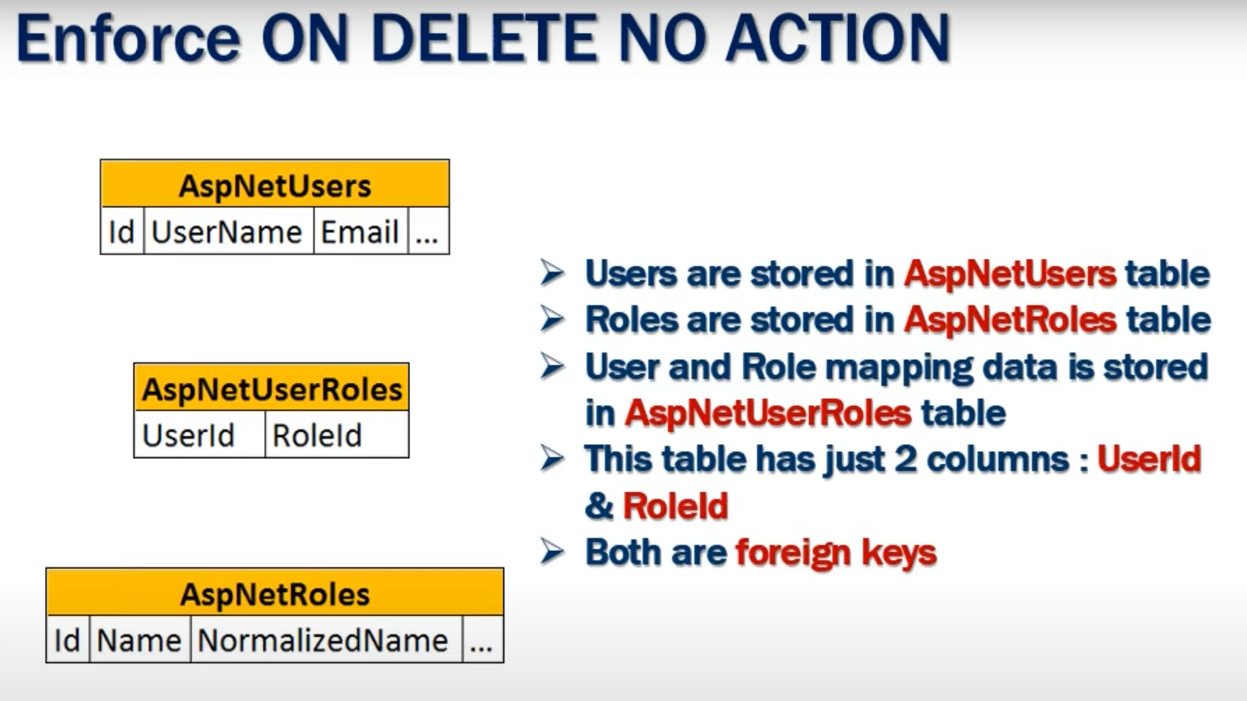 Enforce ON DELETE NO ACTION
AspNetUsers
Id UserName Email ...
AspNetUserRoles
UserId RoleId
AspNetRoles
Id Name NormalizedName ...
➢ Users are stored in AspNetUsers table
➢ Roles are stored in AspNetRoles table
➢ User and Role mapping data is stored
in AspNetUserRoles table
➢ This table has just 2 columns : UserId
& RoleId
➢ Both are foreign keys